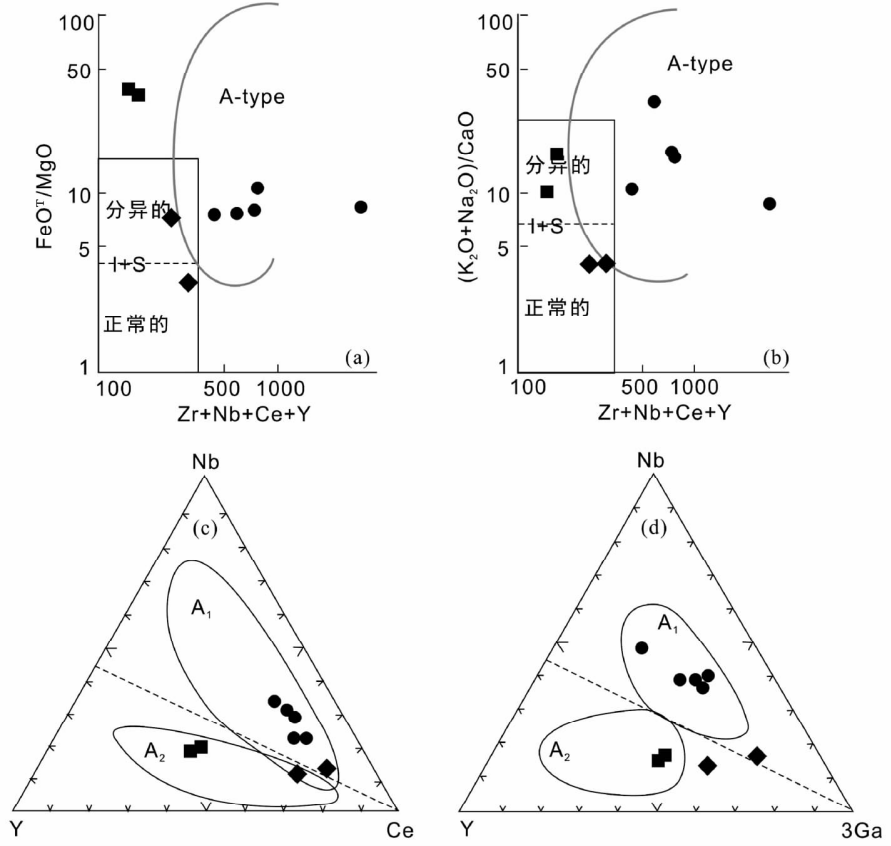 100
50
10
5
1
FeOᵀ/MgO
A-type
分异的
I+S
正常的
(a)
100
500
1000
Zr+Nb+Ce+Y
100
50
10
5
1
(K₂O+Na₂O)/CaO
A-type
分异的
I+S
正常的
(b)
100
500
1000
Zr+Nb+Ce+Y
Nb
(c)
A₁
A₂
Y
Ce
Nb
(d)
A₁
A₂
Y
3Ga